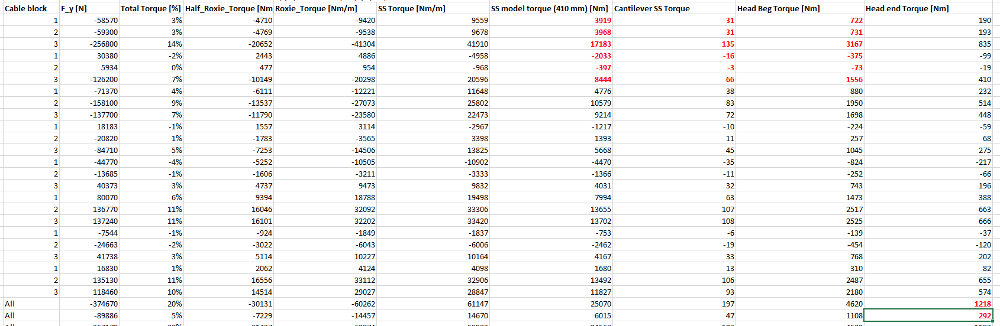 Cable block F_y [N] Total Torque [%] Half_Roxie_Torque [Nm Roxie_Torque [Nm/m] SS Torque [Nm/m] SS model torque (410 mm) [Nm] Cantilever SS Torque Head Beg Torque [Nm] Head end Torque [Nm]
1 -58570 3% -4710 -9420 9559 3919 31 722 190
2 -59300 3% -4769 -9538 9678 3968 31 731 193
3 -256800 14% -20652 -41304 41910 17183 135 3167 835
1 30380 -2% 2443 4886 -4958 -2033 -16 -375 -99
2 5934 0% 477 954 -968 -397 -3 -73 -19
3 -126200 7% -10149 -20298 20596 8444 66 1556 410
1 -71370 4% -6111 -12221 11648 4776 38 880 232
2 -158100 9% -13537 -27073 25802 10579 83 1950 514
3 -137700 7% -11790 -23580 22473 9214 72 1698 448
1 18183 -1% 1557 3114 -2967 -1217 -10 -224 -59
2 -20820 1% -1783 -3565 3398 1393 11 257 68
3 -84710 5% -7253 -14506 13825 5668 45 1045 275
1 -44770 -4% -5252 -10505 -10902 -4470 -35 -824 -217
2 -13685 -1% -1606 -3211 -3333 -1366 -11 -252 -66
3 40373 3% 4737 9473 9832 4031 32 743 196
1 80070 6% 9394 18788 19498 7994 63 1473 388
2 136770 11% 16046 32092 33306 13655 107 2517 663
3 137240 11% 16101 32202 33420 13702 108 2525 666
1 -7544 -1% -924 -1849 -1837 -753 -6 -139 -37
2 -24663 -2% -3022 -6043 -6006 -2462 -19 -454 -120
3 41738 3% 5114 10227 10164 4167 33 768 202
1 16830 1% 2062 4124 4098 1680 13 310 82
2 135130 11% 16556 33112 32906 13492 106 2487 655
3 118460 10% 14514 29027 28847 11827 93 2180 574
All -374670 20% -30131 -60262 61147 25070 197 4620 1218
All -89886 5% -7229 -14457 14670 6015 47 1108 292